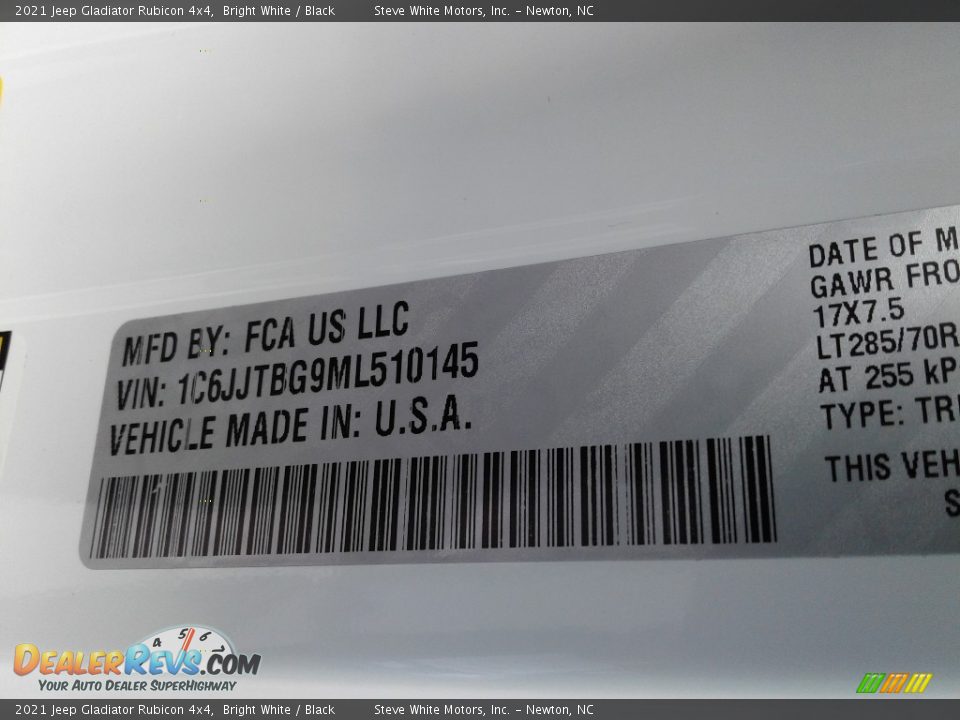 2021 Jeep Gladiator Rubicon 4x4, Bright White / Black Steve White Motors, Inc. - Newton, NC
MFD BY: FCA US LLC
VIN: 1C6JJTBG9ML510145
VEHICLE MADE IN: U.S.A.
DATE OF M
GAWR FRO
17X7.5
LT285/70R
AT 255 kP
TYPE: TR
THIS VEH
S
4 5 6
DEALERREVS.COM
YOUR AUTO DEALER SUPERHIGHWAY
2021 Jeep Gladiator Rubicon 4x4, Bright White / Black Steve White Motors, Inc. - Newton, NC